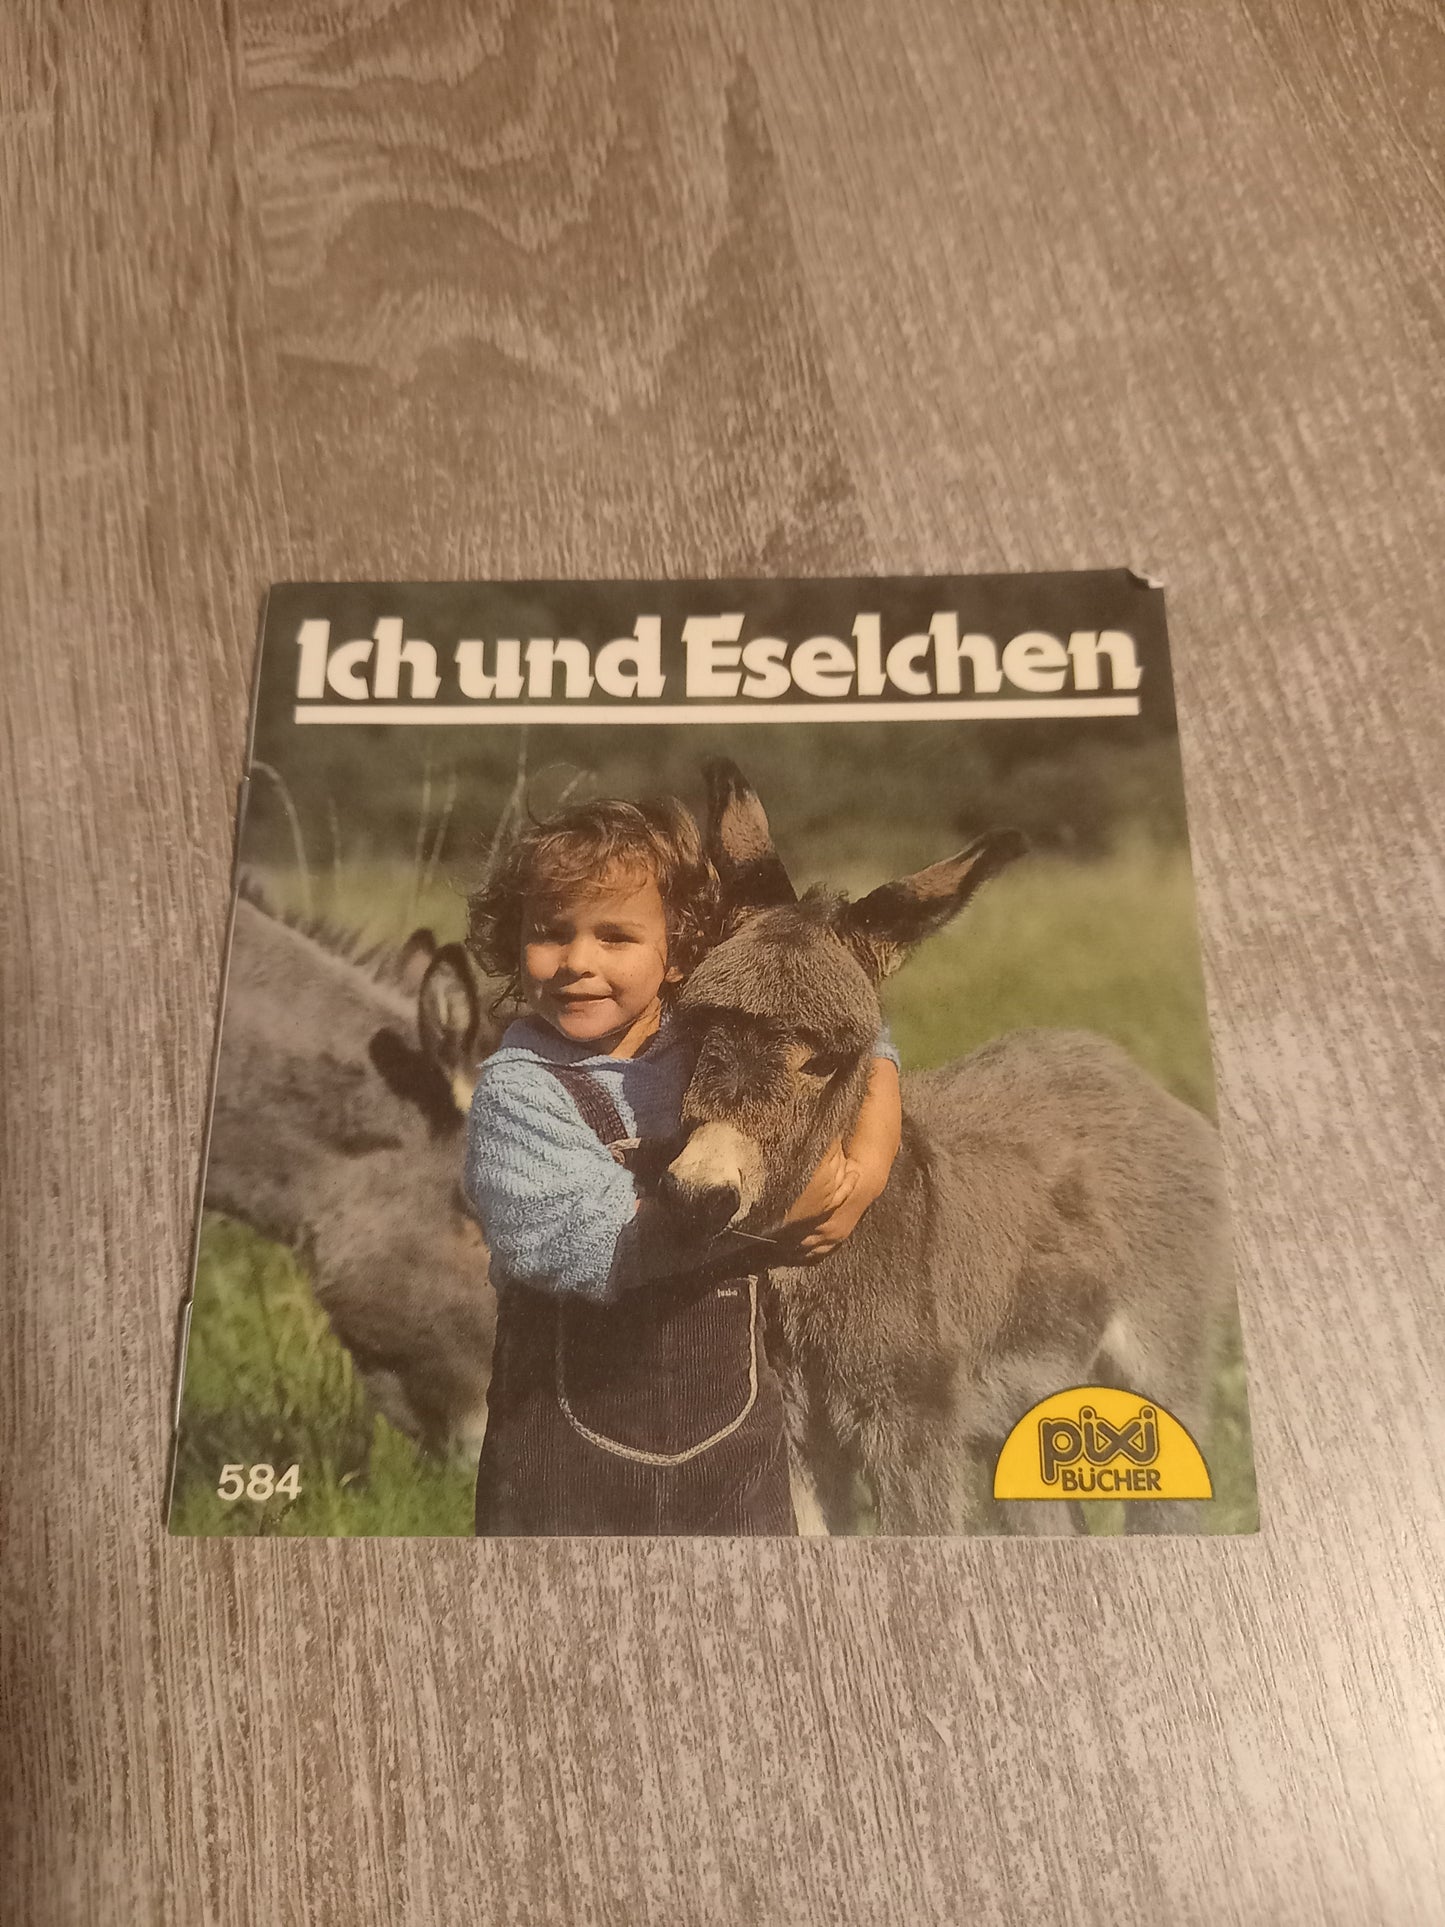 Ich und Eselchen
584
pixi
BÜCHER